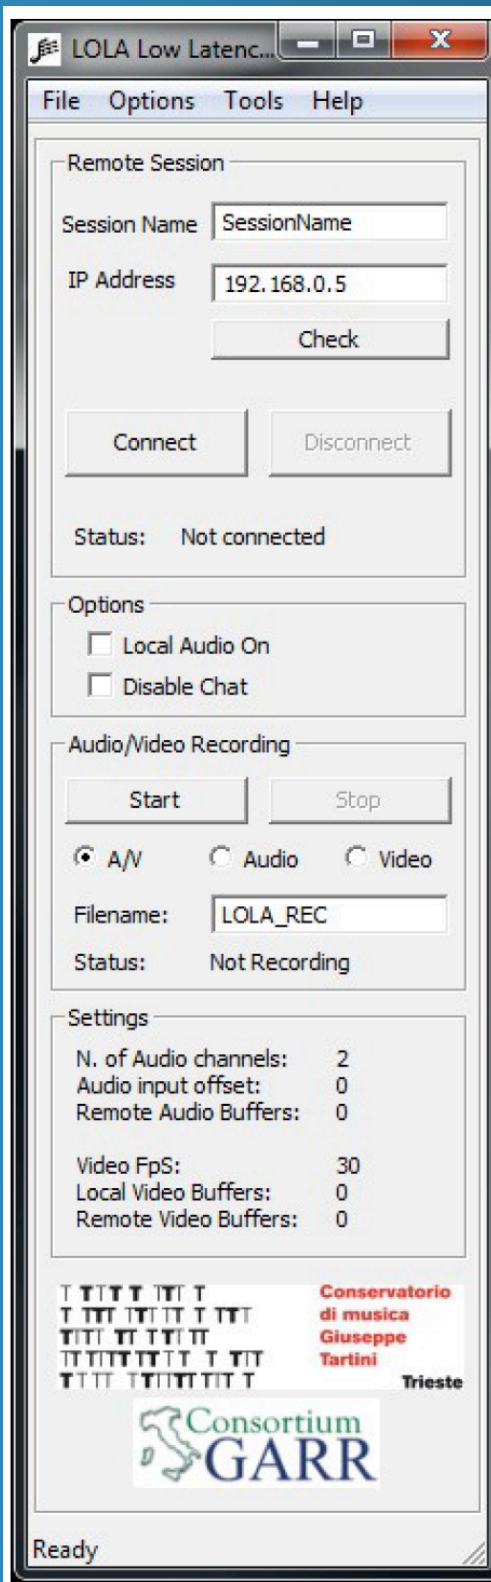 LOLA Low Latenc...
File Options Tools Help
Remote Session
Session Name SessionName
IP Address 192.168.0.5
Check
Connect Disconnect
Status: Not connected
Options
Local Audio On
Disable Chat
Audio/Video Recording
Start Stop
A/V Audio Video
Filename: LOLA_REC
Status: Not Recording
Settings
N. of Audio channels: 2
Audio input offset: 0
Remote Audio Buffers: 0
Video FpS: 30
Local Video Buffers: 0
Remote Video Buffers: 0
Conservatorio
di musica
Giuseppe
Tartini
Trieste
Consortium
GARR
Ready